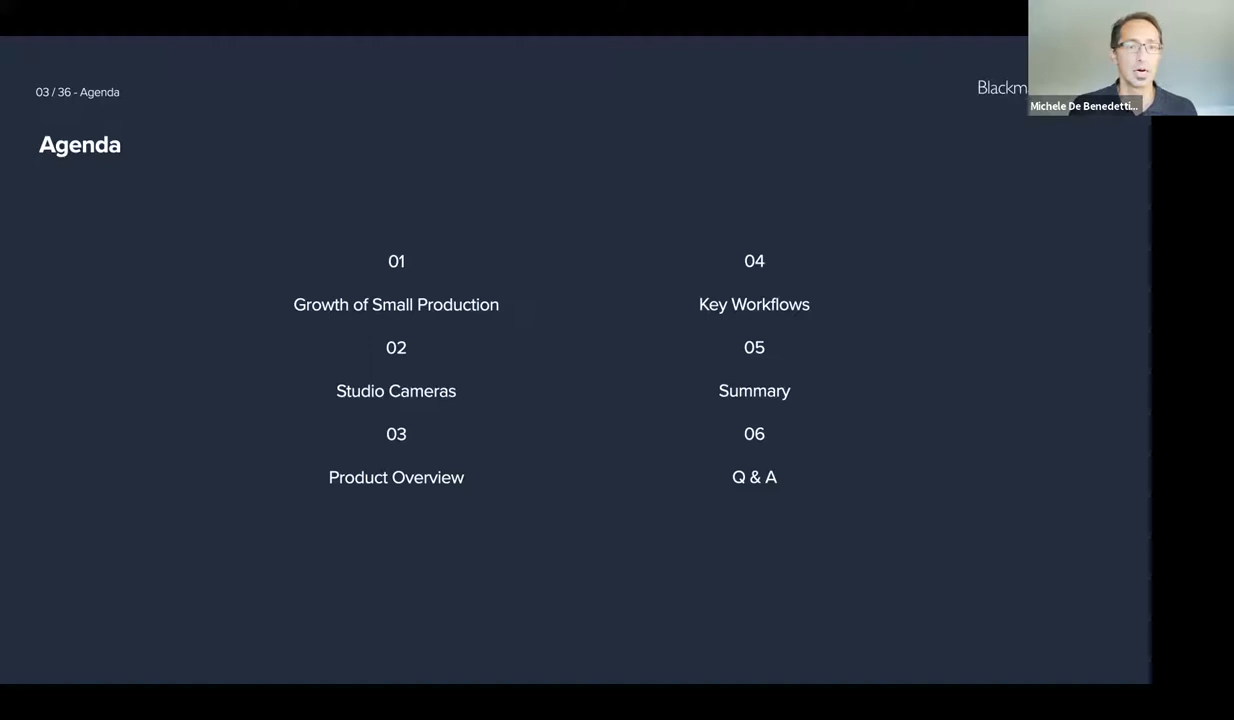 03 / 36 - Agenda
Michele De Benedetti...
Agenda
01
Growth of Small Production
02
Studio Cameras
03
Product Overview
04
Key Workflows
05
Summary
06
Q & A